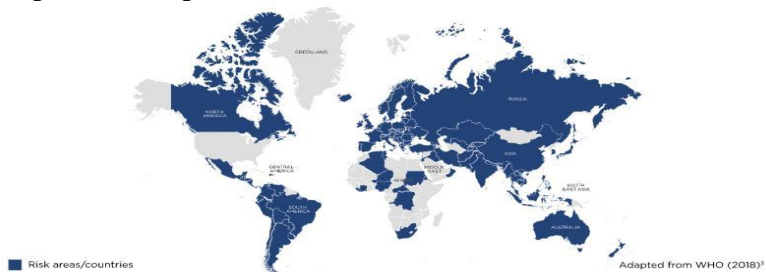 GREENLAND
NORTH
AMERICA
RUSSIA
CENTRAL
AMERICA
MIDDLE
EAST
ASIA
AFRICA
SOUTH
EAST ASIA
SOUTH
AMERICA
AUSTRALIA
Risk areas/countries
Adapted from WHO (2018)³